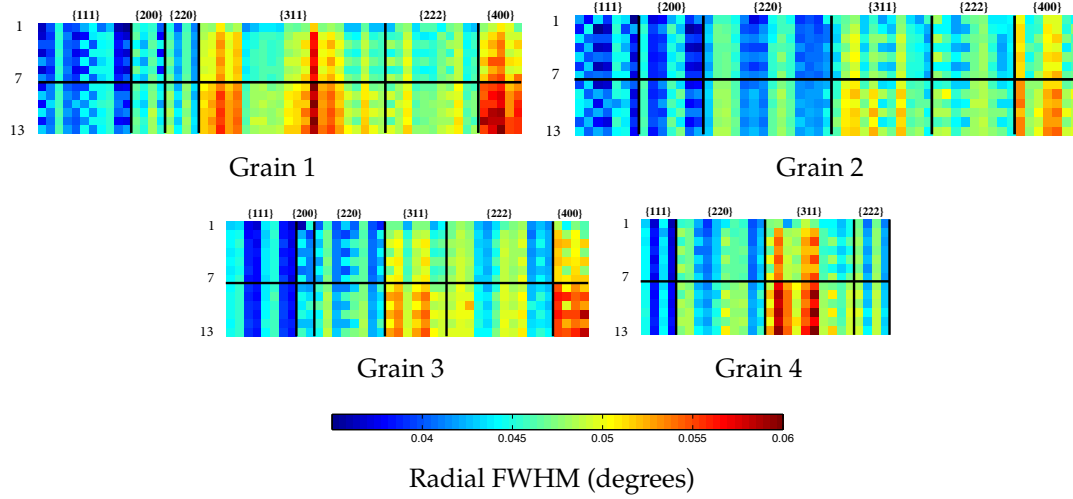 {111} {200} {220} {311} {222} {400}
1
7
13
Grain 1
{111} {200} {220} {311} {222} {400}
1
7
13
Grain 2
{111} {200} {220} {311} {222} {400}
1
7
13
Grain 3
{111} {220} {311} {222}
1
7
13
Grain 4
0.04 0.045 0.05 0.055 0.06
Radial FWHM (degrees)